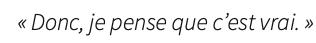 « Donc, je pense que c’est vrai. »